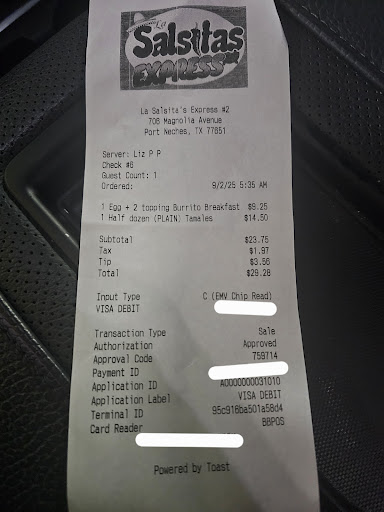 La
Salsitas
EXPRESS #2
La Salsita's Express #2
706 Magnolia Avenue
Port Neches, TX 77651
Server: Liz P P
Check #6
Guest Count: 1
Ordered: 9/2/25 5:35 AM
1 Egg + 2 topping Burrito Breakfast $9.25
1 Half dozen (PLAIN) Tamales $14.50
Subtotal $23.75
Tax $1.97
Tip $3.56
Total $29.28
Input Type C (EMV Chip Read)
VISA DEBIT
Transaction Type Sale
Authorization Approved
Approval Code 759714
Payment ID
Application ID A0000000031010
Application Label VISA DEBIT
Terminal ID 95c916ba501a58d4
Card Reader BBPOS
Powered by Toast